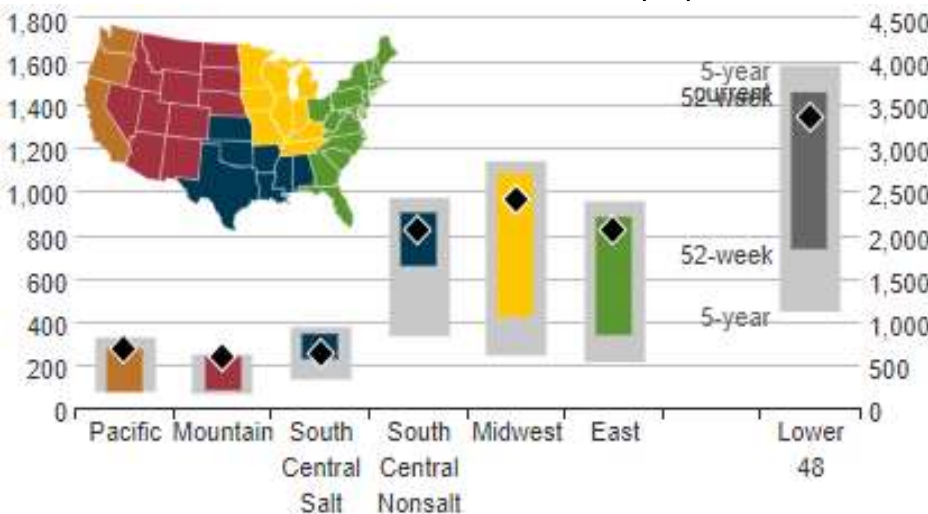 1,800
1,600
1,400
1,200
1,000
800
600
400
200
0
4,500
4,000
3,500
3,000
2,500
2,000
1,500
1,000
500
0
5-year
current
52-week
52-week
5-year
Pacific Mountain South Central Salt
South Central Nonsalt
Midwest East
Lower 48